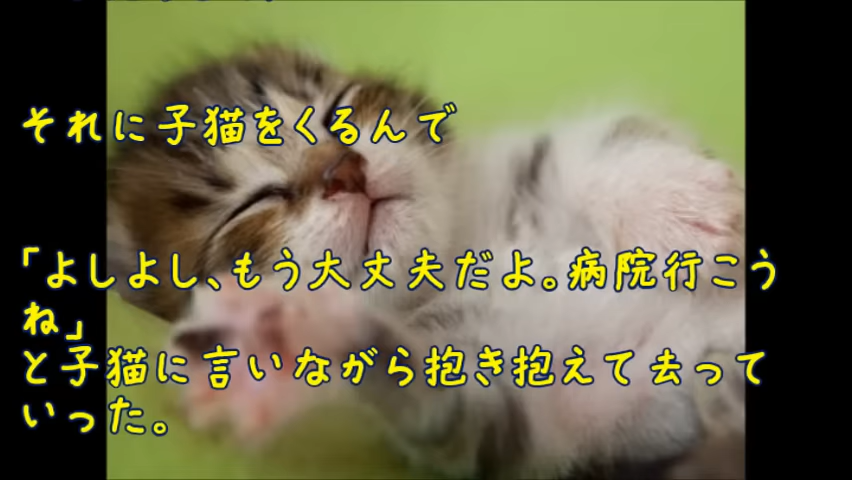 それに子猫をくるんで
「よしよし、もう大丈夫だよ。病院行こう
ね」
と子猫に言いながら抱き抱えて去って
いった。